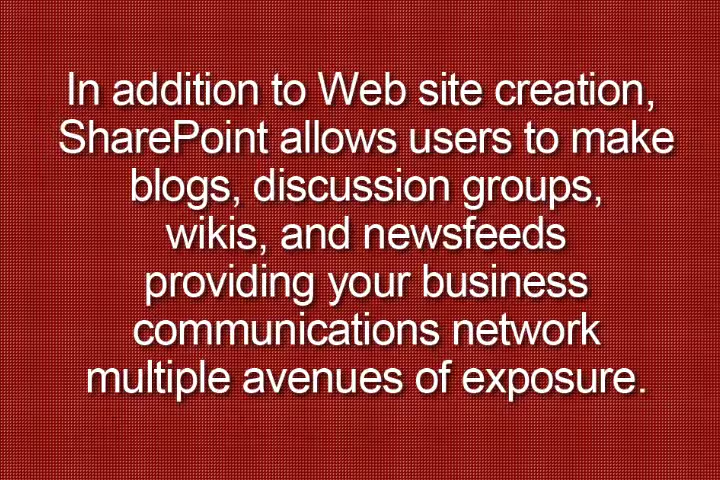 In addition to Web site creation,
SharePoint allows users to make
blogs, discussion groups,
wikis, and newsfeeds
providing your business
communications network
multiple avenues of exposure.